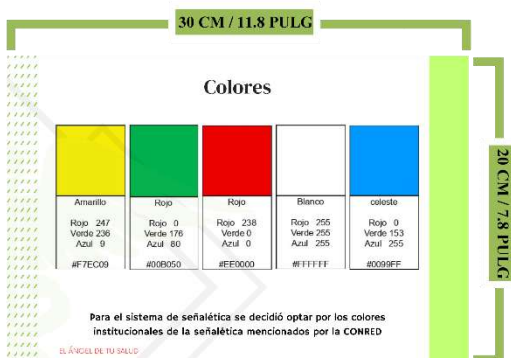 30 CM / 11.8 PULG
Colores
Amarillo
Rojo 247
Verde 236
Azul 9
#F7EC09
Rojo
Rojo 0
Verde 176
Azul 80
#00B050
Rojo
Rojo 238
Verde 0
Azul 0
#EE0000
Blanco
Rojo 255
Verde 255
Azul 255
#FFFFFF
celeste
Rojo 0
Verde 153
Azul 255
#0099FF
20 CM / 7.8 PULG
Para el sistema de señalética se decidió optar por los colores
institucionales de la señalética mencionados por la CONRED
EL ÁNGEL DE TU SALUD